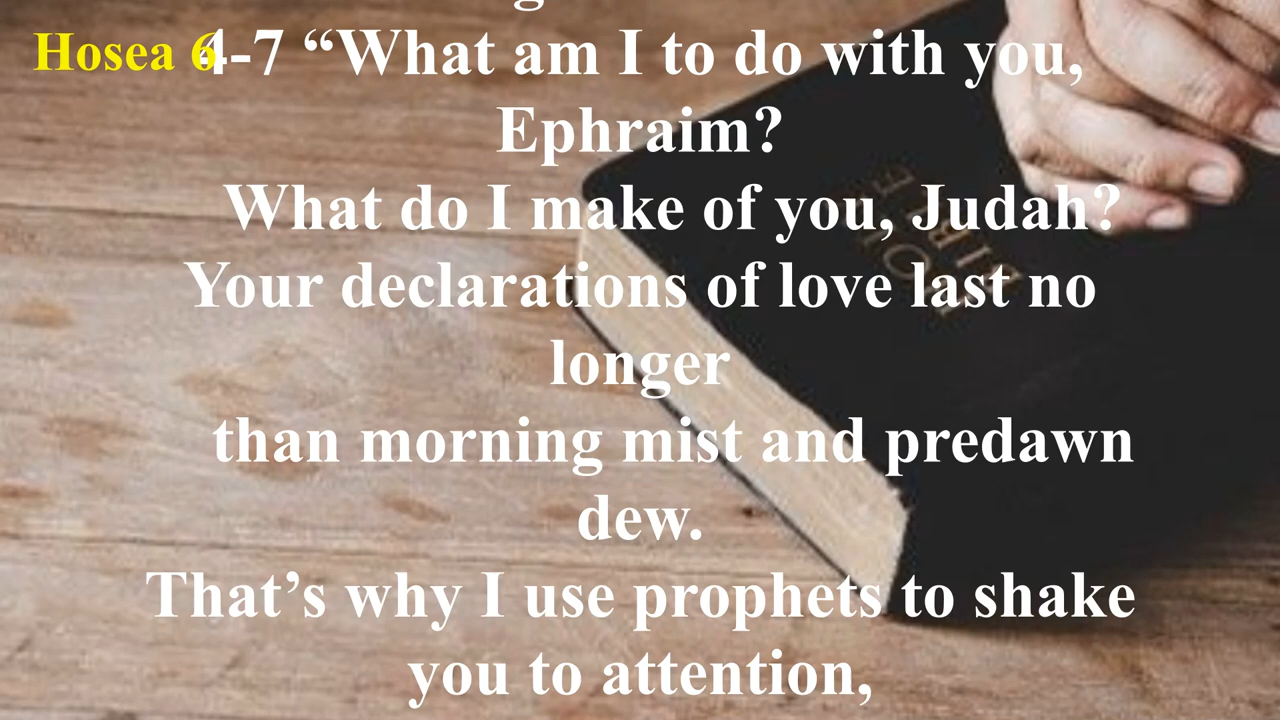 Hosea 6
4-7 “What am I to do with you,
Ephraim?
What do I make of you, Judah?
Your declarations of love last no
longer
than morning mist and predawn
dew.
That’s why I use prophets to shake
you to attention,
HOLY
BIBLE